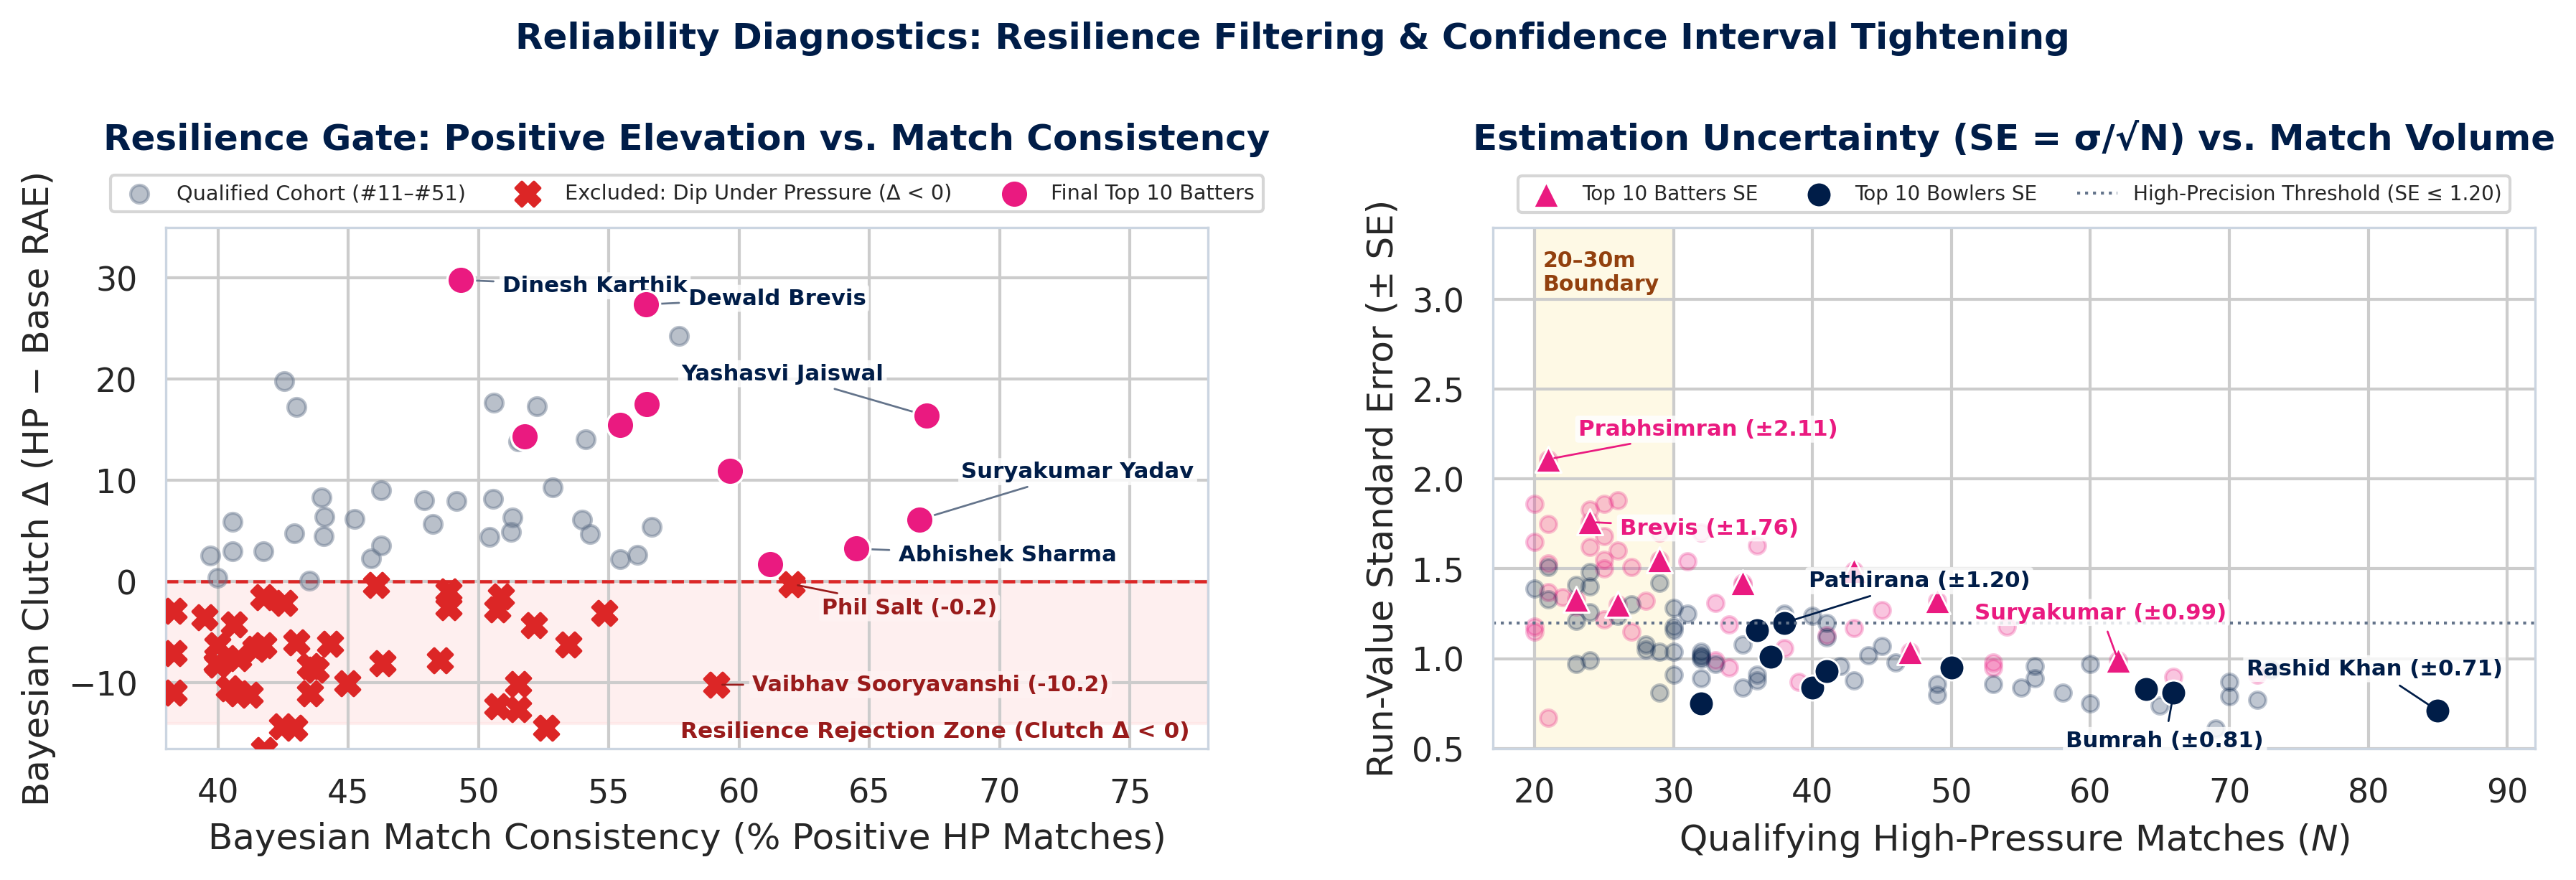 Reliability Diagnostics: Resilience Filtering & Confidence Interval Tightening
Resilience Gate: Positive Elevation vs. Match Consistency
Qualified Cohort (#11–#51)
Excluded: Dip Under Pressure (Δ < 0)
Final Top 10 Batters
Bayesian Clutch Δ (HP − Base RAE)
30
20
10
0
−10
Dinesh Karthik
Dewald Brevis
Yashasvi Jaiswal
Suryakumar Yadav
Abhishek Sharma
Phil Salt (-0.2)
Vaibhav Sooryavanshi (-10.2)
Resilience Rejection Zone (Clutch Δ < 0)
40
45
50
55
60
65
70
75
Bayesian Match Consistency (% Positive HP Matches)
Estimation Uncertainty (SE = σ/√N) vs. Match Volume
Top 10 Batters SE
Top 10 Bowlers SE
High-Precision Threshold (SE ≤ 1.20)
Run-Value Standard Error (± SE)
3.0
2.5
2.0
1.5
1.0
0.5
20–30m
Boundary
Prabhsimran (±2.11)
Brevis (±1.76)
Pathirana (±1.20)
Suryakumar (±0.99)
Rashid Khan (±0.71)
Bumrah (±0.81)
20
30
40
50
60
70
80
90
Qualifying High-Pressure Matches (N)